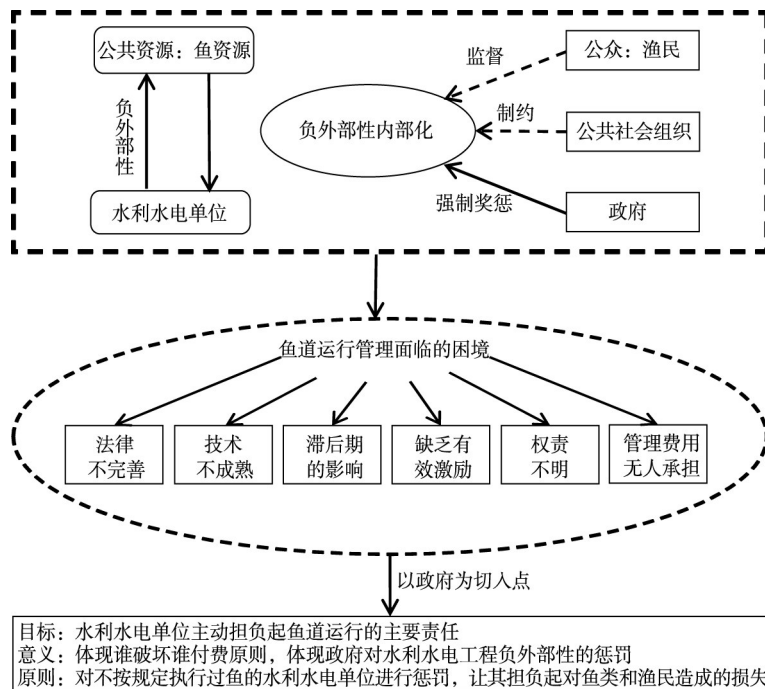 公共资源：鱼资源
负外部性
水利水电单位
负外部性内部化
监督
制约
强制奖惩
公众：渔民
公共社会组织
政府
鱼道运行管理面临的困境
法律
不完善
技术
不成熟
滞后期
的影响
缺乏有
效激励
权责
不明
管理费用
无人承担
以政府为切入点
目标：水利水电单位主动担负起鱼道运行的主要责任
意义：体现谁破坏谁付费原则，体现政府对水利水电工程负外部性的惩罚
原则：对不按规定执行过鱼的水利水电单位进行惩罚，让其担负起对鱼类和渔民造成的损失